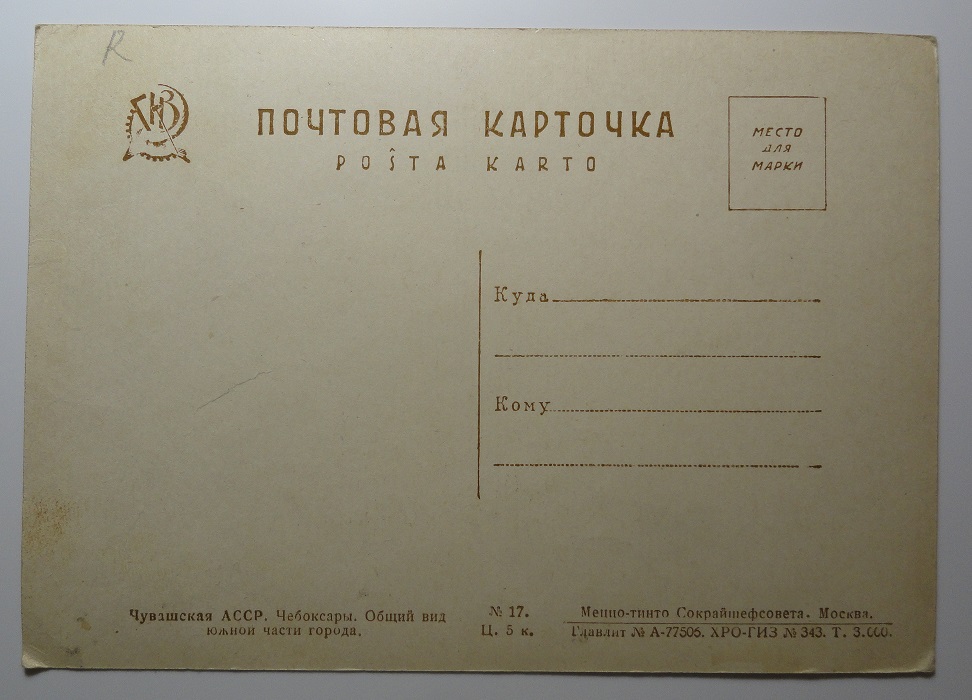 R
ПОЧТОВАЯ КАРТОЧКА
POŜTA KARTO
МЕСТО
ДЛЯ
МАРКИ
Куда
Кому
Чувашская АССР. Чебоксары. Общий вид
южной части города.
№ 17.
Ц. 5 к.
Меццо-тинто Сокрайшефсовета. Москва.
Главлит № А-77506. ХРО-ГИЗ № 343. Т. 3.000.